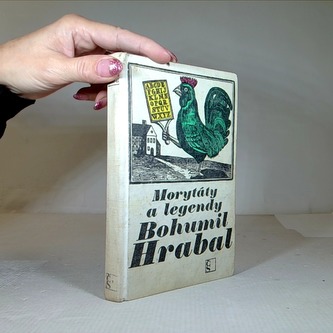 Morytáty
a legendy
Bohumil
Hrabal